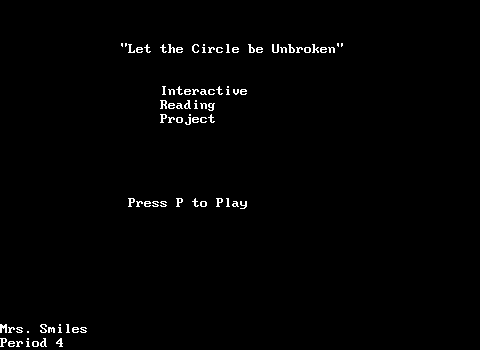 "Let the Circle be Unbroken"
Interactive
Reading
Project
Press P to Play
Mrs. Smiles
Period 4